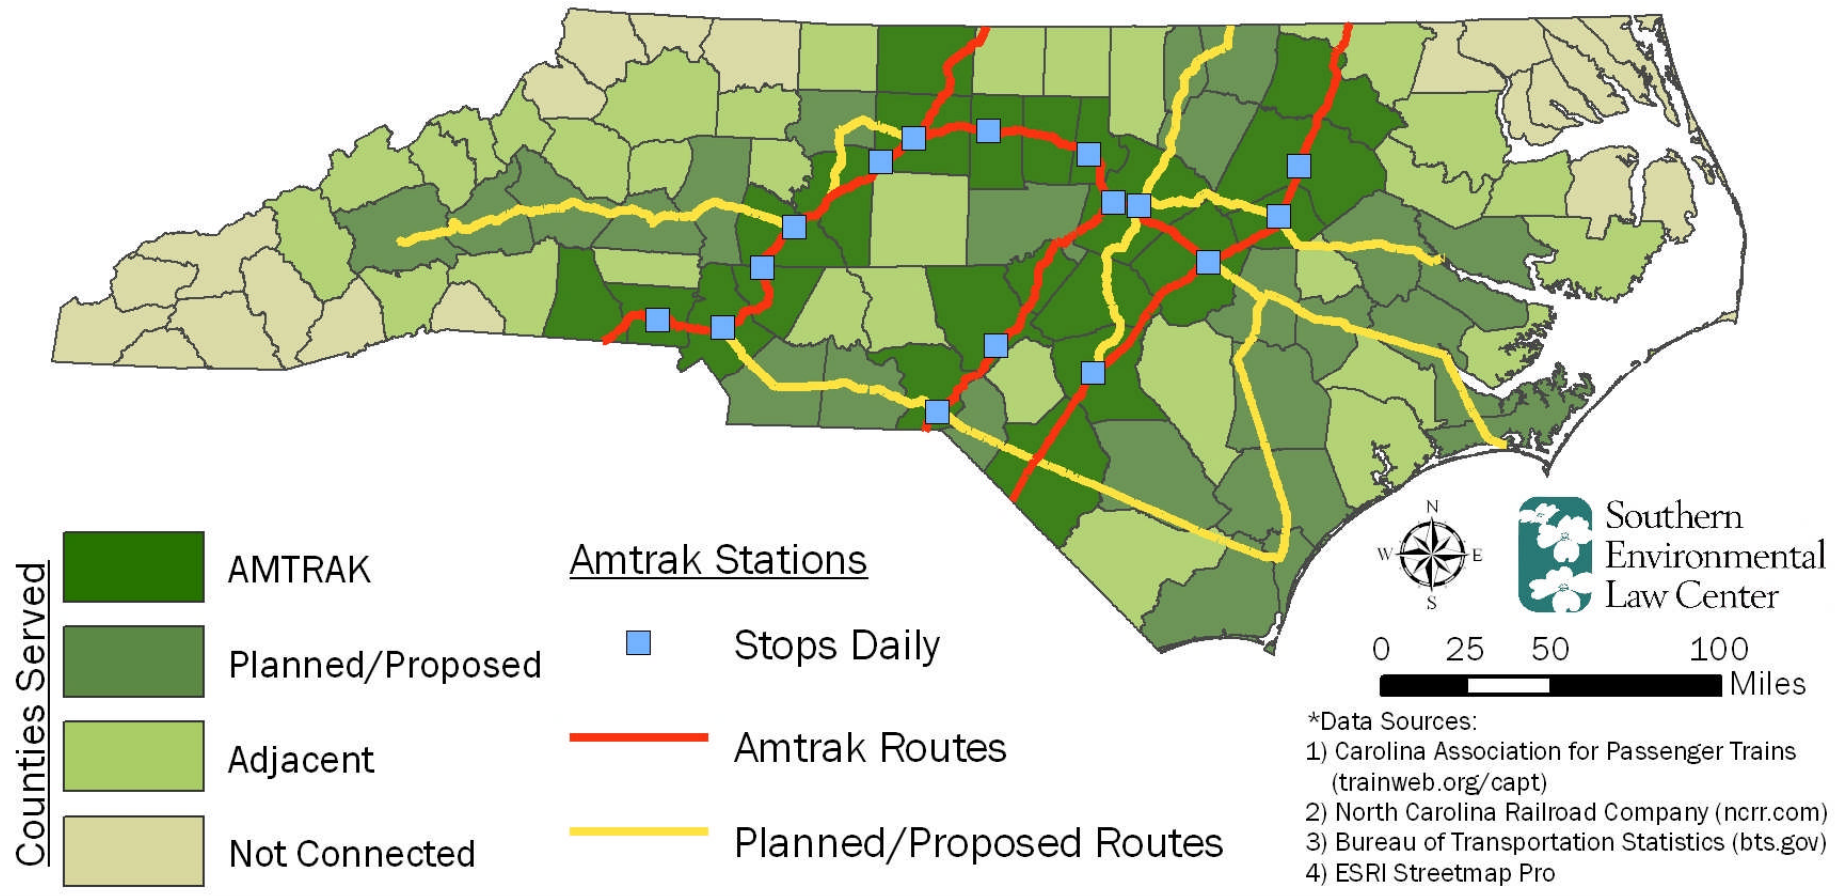 Counties Served
AMTRAK
Planned/Proposed
Adjacent
Not Connected
Amtrak Stations
Stops Daily
Amtrak Routes
Planned/Proposed Routes
N
W
E
S
Southern
Environmental
Law Center
0 25 50 100
Miles
*Data Sources:
1) Carolina Association for Passenger Trains
(trainweb.org/capt)
2) North Carolina Railroad Company (ncrr.com)
3) Bureau of Transportation Statistics (bts.gov)
4) ESRI Streetmap Pro